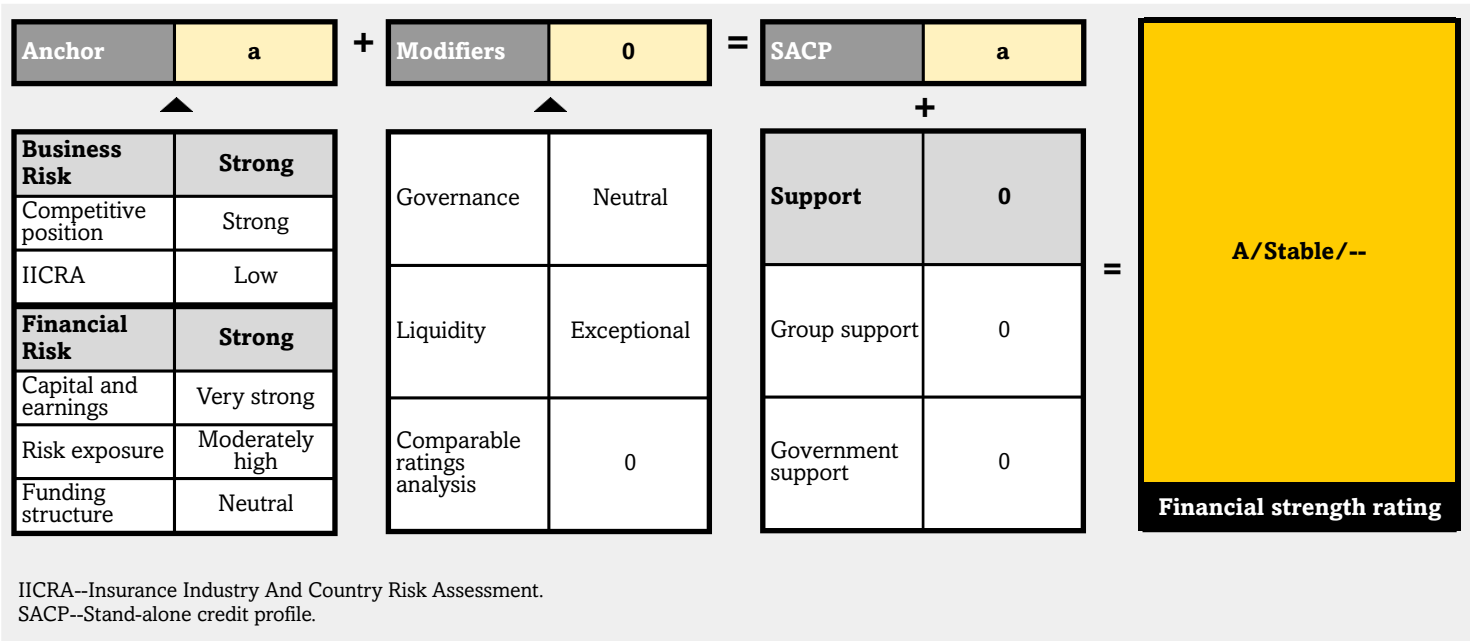 Anchor a + Modifiers 0 = SACP a
+
Business
Risk
Strong
Competitive
position
Strong
IICRA Low
Financial
Risk
Strong
Capital and
earnings
Very strong
Risk exposure
Moderately
high
Funding
structure
Neutral
Governance Neutral
Liquidity Exceptional
Comparable
ratings
analysis
0
Support 0
Group support 0
Government
support
0
=
A/Stable/--
Financial strength rating
IICRA--Insurance Industry And Country Risk Assessment.
SACP--Stand-alone credit profile.